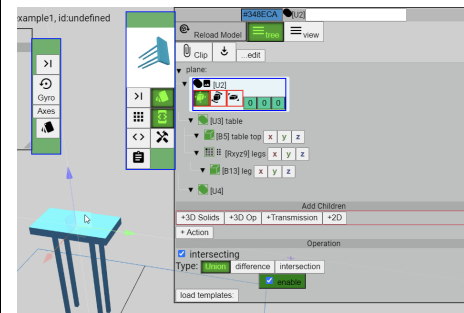 example1, id:undefined
#348ECA [U2]
Reload Model tree view
Clip ...edit
Gyro
Axes
plane:
[U2]
0 0 0
[U3] table
[B5] table top x y z
[Rxyz9] legs x y z
[B13] leg x y z
[U4]
Add Children
+3D Solids +3D Op +Transmission +2D
+ Action
Operation
intersecting
Type: Union difference intersection
enable
load templates: